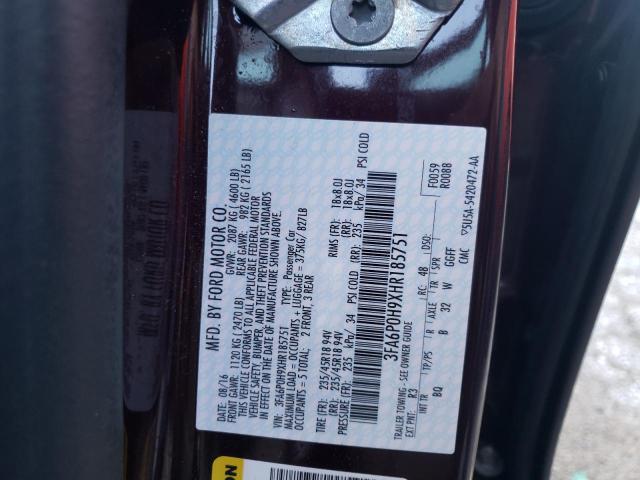 MFD. BY FORD MOTOR CO.
08/16 GVWR: 2087 KG ( 4600 LB)
FRONT GAWR: 1120 KG ( 2470 LB) REAR GAWR: 982 KG ( 2165 LB)
THIS VEHICLE CONFORMS TO ALL APPLICABLE FEDERAL MOTOR
VEHICLE SAFETY, BUMPER, AND THEFT PREVENTION STANDARDS
IN EFFECT ON THE DATE OF MANUFACTURE SHOWN ABOVE.
VIN: 3FA6P0H9XHR185751 TYPE: Passenger Car
MAXIMUM LOAD = OCCUPANTS + LUGGAGE = 375KG/ 827LB
OCCUPANTS = 5 TOTAL: 2 FRONT, 3 REAR
TIRE (FR): 235/45R18 94V RIMS (FR): 18x8.0J
(RR): 235/45R18 94V (RR): 18x8.0J
PRESSURE (FR): 235 kPa/ 34 PSI COLD (RR): 235 kPa/ 34 PSI COLD
3FA6P0H9XHR185751
TRAILER TOWING - SEE OWNER GUIDE F0059
EXT PNT: R3 RC: 48 DSO: R0088
INT TR TP/PS R AXLE TR SPR
BQ B 32 W GGFF
CMC 5U5A-5420472-AA